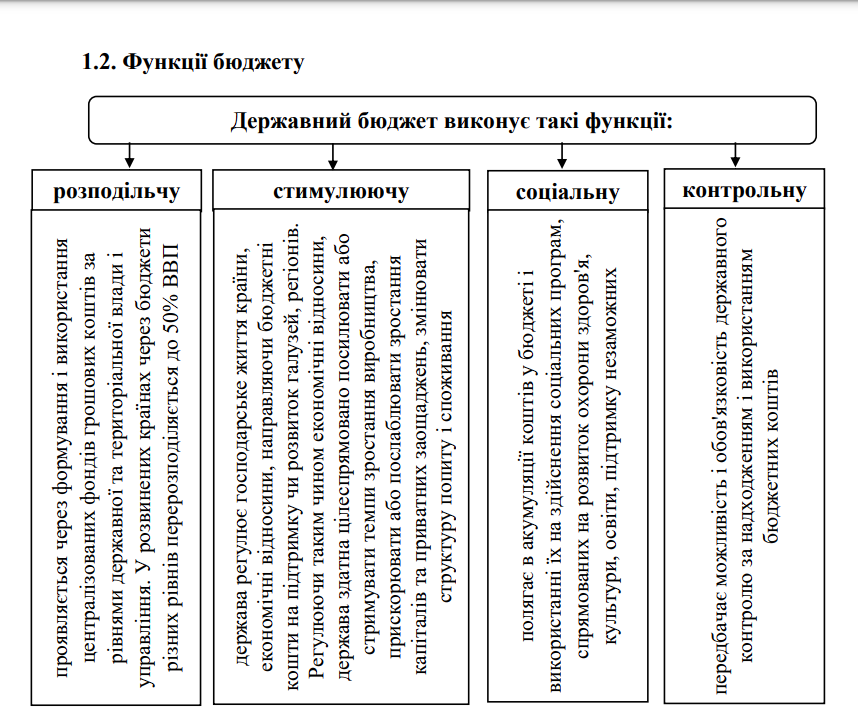 1.2. Функції бюджету
Державний бюджет виконує такі функції:
розподільчу
проявляється через формування і використання
централізованих фондів грошових коштів за
рівнями державної та територіальної влади і
управління. У розвинених країнах через бюджети
різних рівнів перерозподіляється до 50% ВВП
стимулюючу
держава регулює господарське життя країни,
економічні відносини, направляючи бюджетні
кошти на підтримку чи розвиток галузей, регіонів.
Регулюючи таким чином економічні відносини,
держава здатна цілеспрямовано посилювати або
стримувати темпи зростання виробництва,
прискорювати або послаблювати зростання
капіталів та приватних заощаджень, змінювати
структуру попиту і споживання
соціальну
полягає в акумуляції коштів у бюджеті і
використанні їх на здійснення соціальних програм,
спрямованих на розвиток охорони здоров'я,
культури, освіти, підтримку незаможних
контрольну
передбачає можливість і обов'язковість державного
контролю за надходженням і використанням
бюджетних коштів